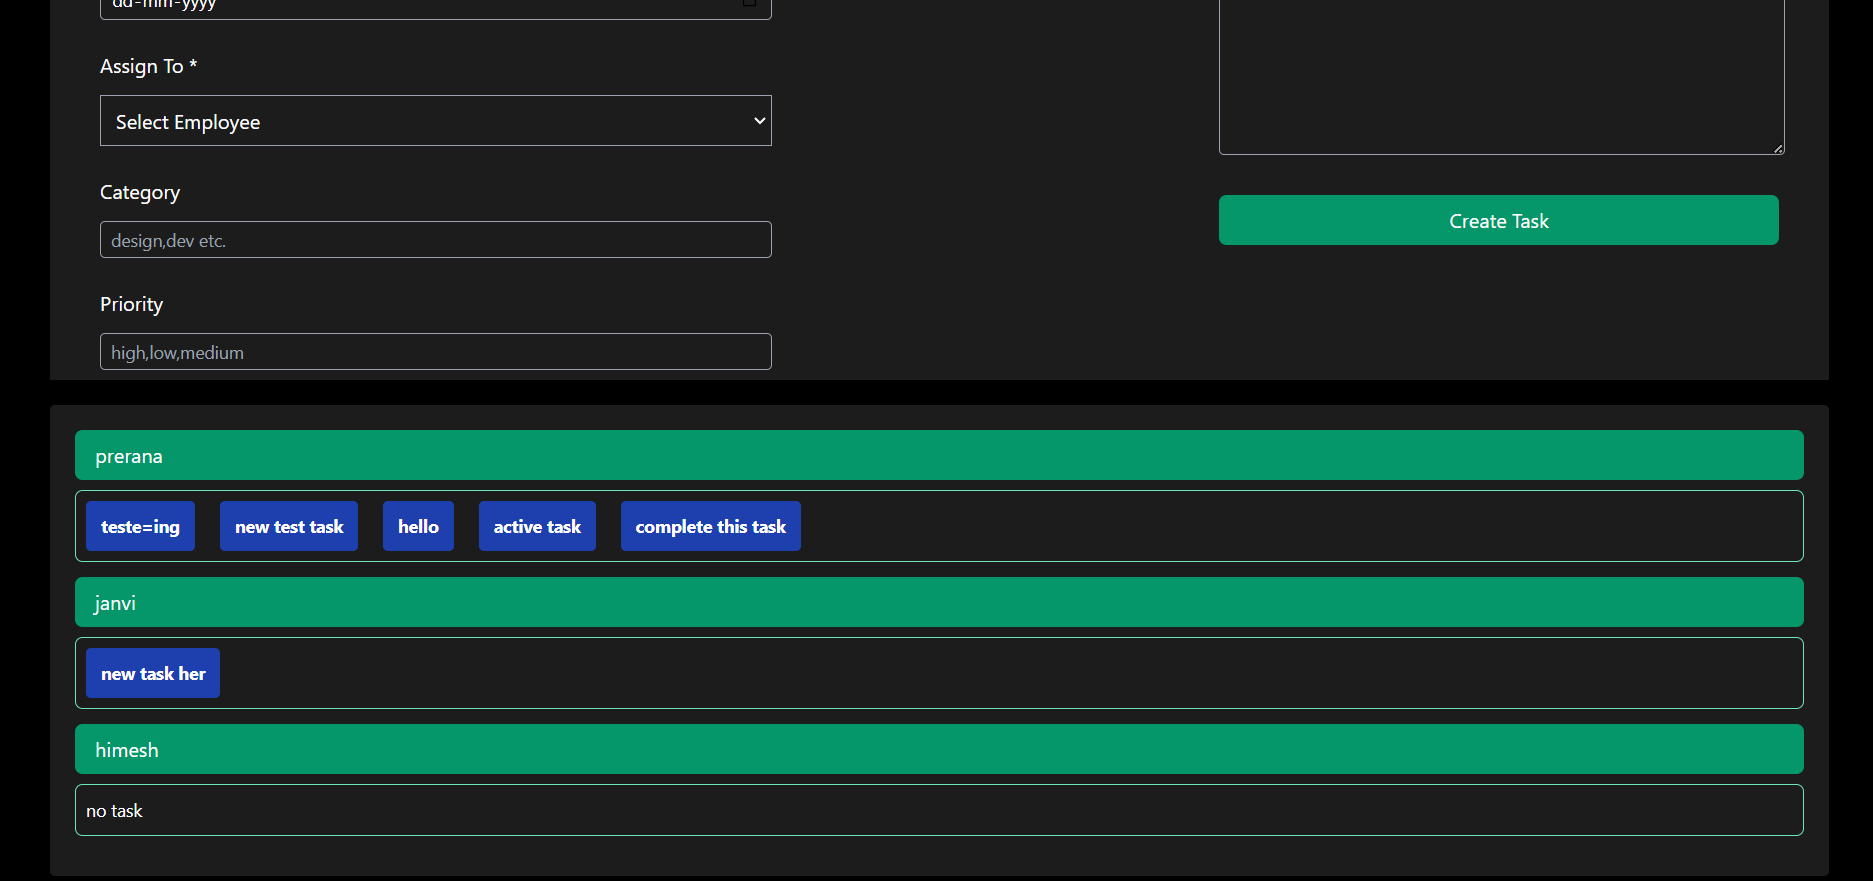 dd-mm-yyyy
Assign To *
Select Employee
Category
design,dev etc.
Priority
high,low,medium
Create Task
prerana
teste=ing new test task hello active task complete this task
janvi
new task her
himesh
no task